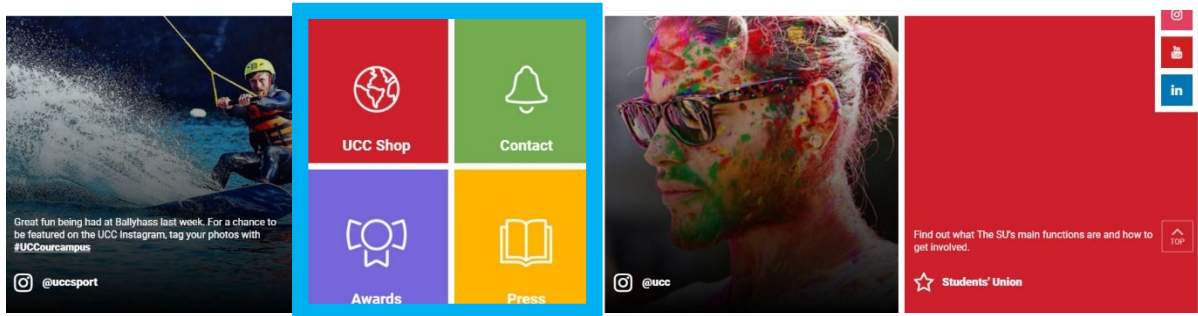 Great fun being had at Ballyhass last week. For a chance to
be featured on the UCC Instagram, tag your photos with
#UCCourcampus
@uccsport
UCC Shop
Contact
Awards
Press
@ucc
Find out what The SU's main functions are and how to
get involved.
Students' Union
You
Tube
in
TOP